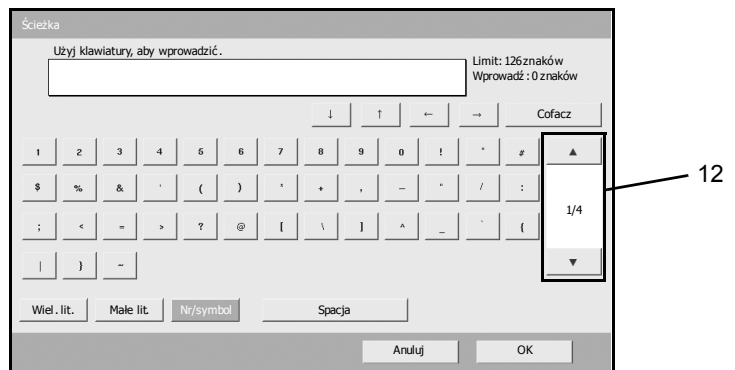 Ścieżka
Użyj klawiatury, aby wprowadzić.
Limit: 126znaków
Wprowadź : 0 znaków
↓ ↑ ← → Cofacz
1 2 3 4 5 6 7 8 9 0 ! " # ▲
$ % & ' ( ) * + , – " / :
1/4
; < = > ? @ [ \ ] ^ _ ` {
| } ~ ▼
Wiel. lit. Małe lit. Nr/symbol Spacja
Anuluj OK
12